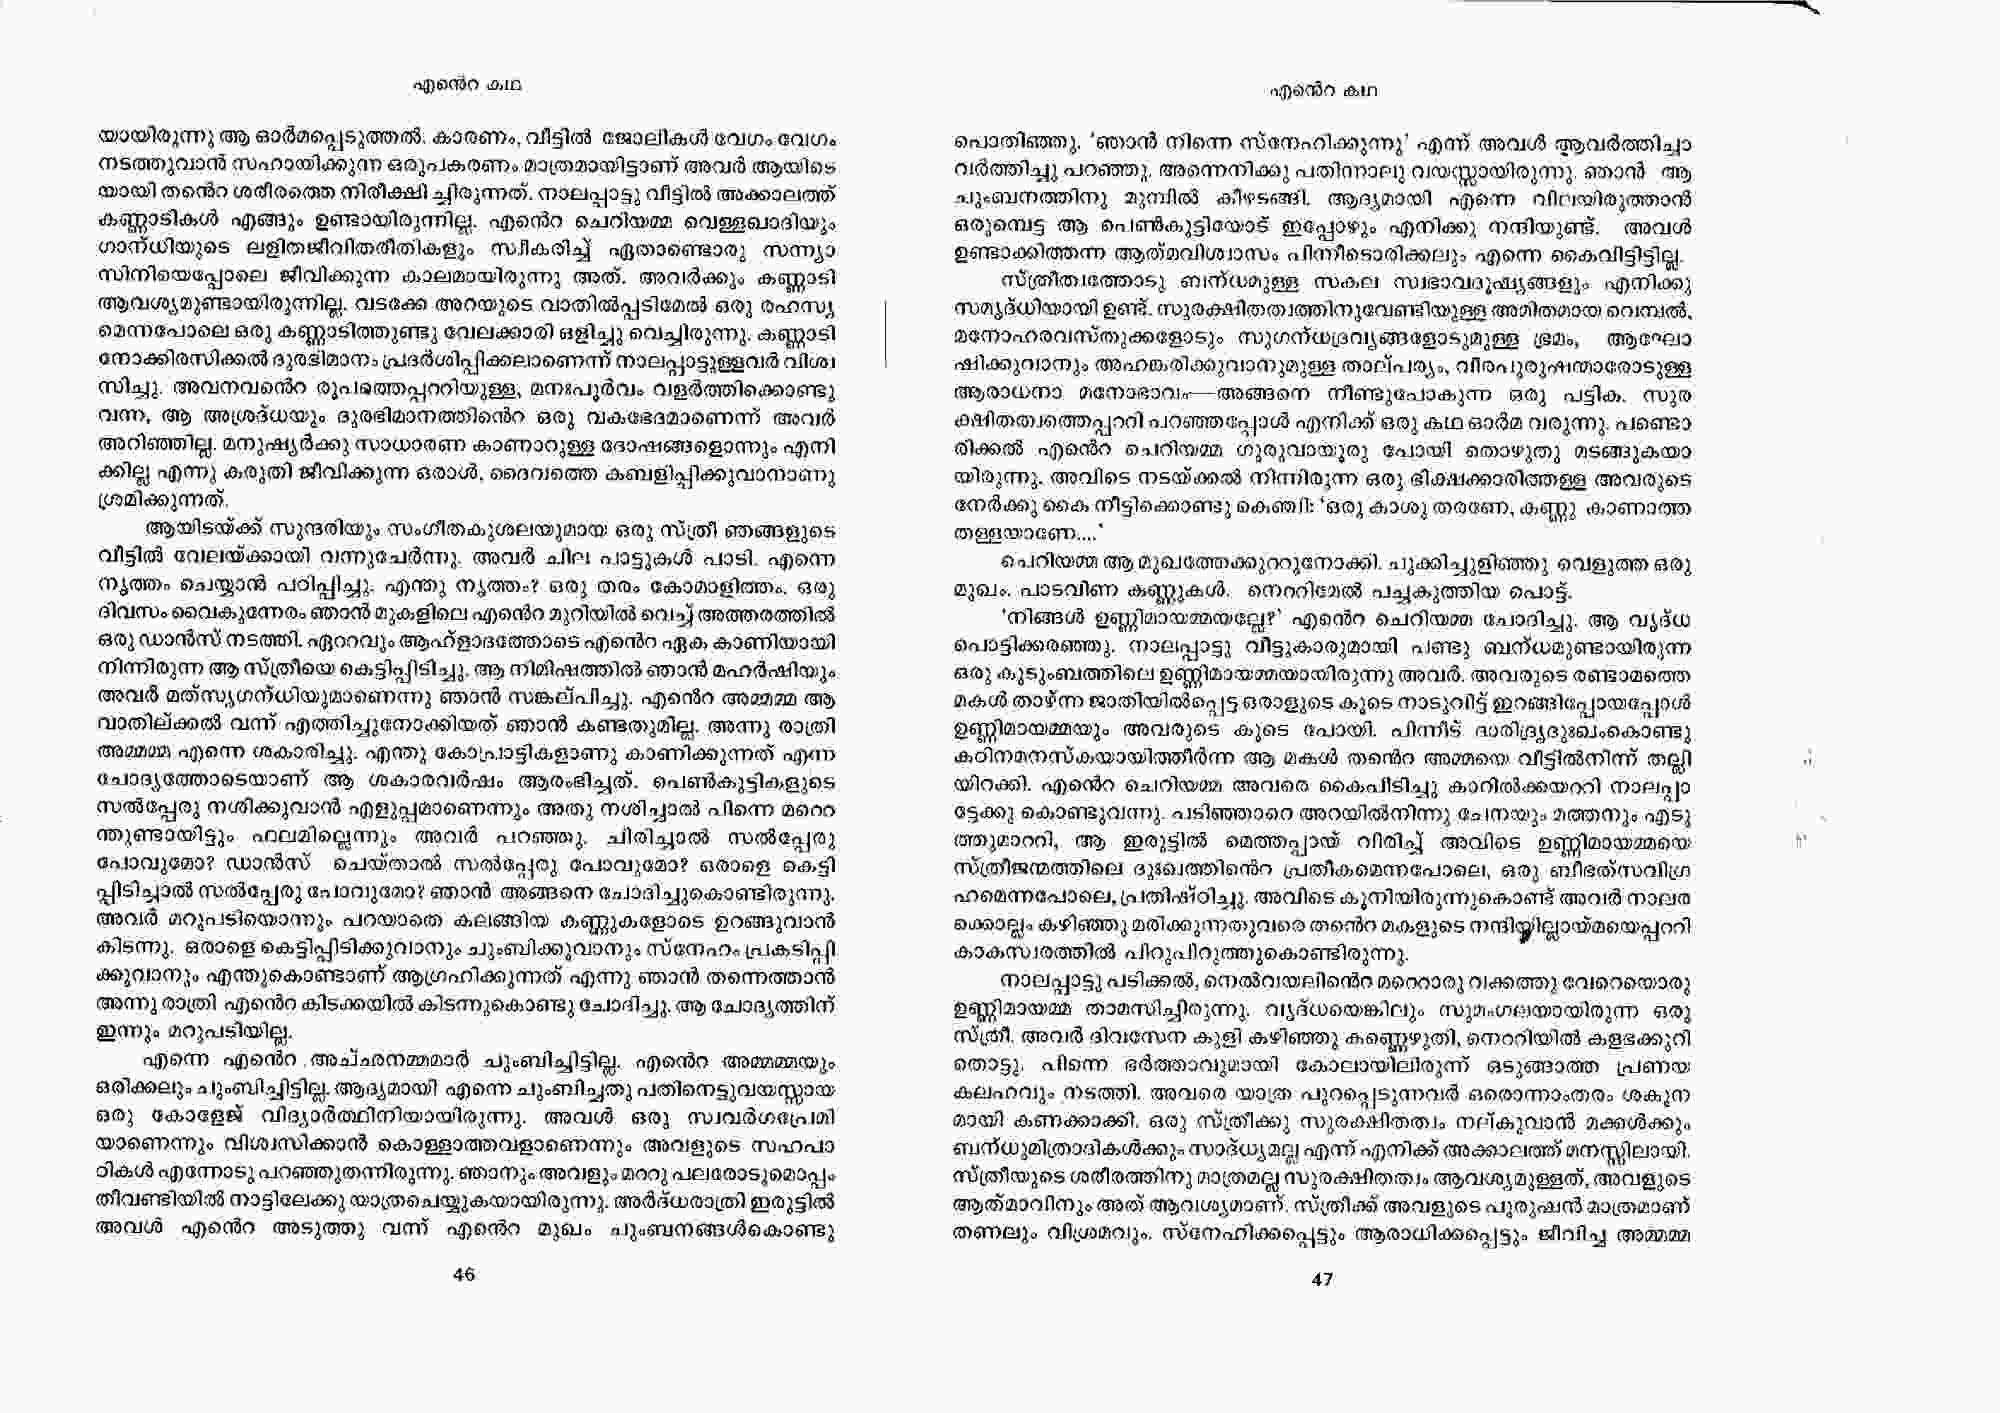 എന്റെ കഥ
യായിരുന്നു ആ ഓർമപ്പെടുത്തൽ. കാരണം, വീട്ടിൽ ജോലികൾ വേഗം വേഗം
നടത്തുവാൻ സഹായിക്കുന്ന ഒരുപകരണം മാത്രമായിട്ടാണ് അവർ ആയിടെ
യായി തന്റെ ശരീരത്തെ നിരീക്ഷി ച്ചിരുന്നത്. നാലപ്പാട്ടു വീട്ടിൽ അക്കാലത്ത്
കണ്ണാടികൾ എങ്ങും ഉണ്ടായിരുന്നില്ല. എന്റെ ചെറിയമ്മ വെള്ളഖാദിയും
ഗാന്ധിയുടെ ലളിതജീവിതരീതികളും സ്വീകരിച്ച് ഏതാണ്ടൊരു സന്ന്യാ
സിനിയെപ്പോലെ ജീവിക്കുന്ന കാലമായിരുന്നു അത്. അവർക്കും കണ്ണാടി
ആവശ്യമുണ്ടായിരുന്നില്ല. വടക്കേ അറയുടെ വാതിൽപ്പടിമേൽ ഒരു രഹസ്യ
മെന്നപോലെ ഒരു കണ്ണാടിത്തുണ്ടു വേലക്കാരി ഒളിച്ചു വെച്ചിരുന്നു. കണ്ണാടി
നോക്കിരസിക്കൽ ദുരഭിമാനം പ്രദർശിപ്പിക്കലാണെന്ന് നാലപ്പാട്ടുള്ളവർ വിശ്വ
സിച്ചു. അവനവന്റെ രൂപത്തെപ്പററിയുള്ള, മനഃപൂർവം വളർത്തിക്കൊണ്ടു
വന്ന, ആ അശ്രദ്ധയും ദുരഭിമാനത്തിന്റെ ഒരു വകഭേദമാണെന്ന് അവർ
അറിഞ്ഞില്ല. മനുഷ്യർക്കു സാധാരണ കാണാറുള്ള ദോഷങ്ങളൊന്നും എനി
ക്കില്ല എന്നു കരുതി ജീവിക്കുന്ന ഒരാൾ, ദൈവത്തെ കബളിപ്പിക്കുവാനാണു
ശ്രമിക്കുന്നത്.
ആയിടയ്ക്ക് സുന്ദരിയും സംഗീതകുശലയുമായ ഒരു സ്ത്രീ ഞങ്ങളുടെ
വീട്ടിൽ വേലയ്ക്കായി വന്നുചേർന്നു. അവർ ചില പാട്ടുകൾ പാടി. എന്നെ
നൃത്തം ചെയ്യാൻ പഠിപ്പിച്ചു. എന്തു നൃത്തം? ഒരു തരം കോമാളിത്തം. ഒരു
ദിവസം വൈകുന്നേരം ഞാൻ മുകളിലെ എന്റെ മുറിയിൽ വെച്ച് അത്തരത്തിൽ
ഒരു ഡാൻസ് നടത്തി. ഏററവും ആഹ്ളാദത്തോടെ എന്റെ ഏക കാണിയായി
നിന്നിരുന്ന ആ സ്ത്രീയെ കെട്ടിപ്പിടിച്ചു. ആ നിമിഷത്തിൽ ഞാൻ മഹർഷിയും
അവർ മത്സ്യഗന്ധിയുമാണെന്നു ഞാൻ സങ്കല്പിച്ചു. എന്റെ അമ്മമ്മ ആ
വാതില്ക്കൽ വന്ന് എത്തിച്ചുനോക്കിയത് ഞാൻ കണ്ടതുമില്ല. അന്നു രാത്രി
അമ്മമ്മ എന്നെ ശകാരിച്ചു. എന്തു കോപ്രാട്ടികളാണു കാണിക്കുന്നത് എന്ന
ചോദ്യത്തോടെയാണ് ആ ശകാരവർഷം ആരംഭിച്ചത്. പെൺകുട്ടികളുടെ
സൽപ്പേരു നശിക്കുവാൻ എളുപ്പമാണെന്നും അതു നശിച്ചാൽ പിന്നെ മറെറ
ന്തുണ്ടായിട്ടും ഫലമില്ലെന്നും അവർ പറഞ്ഞു. ചിരിച്ചാൽ സൽപ്പേരു
പോവുമോ? ഡാൻസ് ചെയ്താൽ സൽപ്പേരു പോവുമോ? ഒരാളെ കെട്ടി
പ്പിടിച്ചാൽ സൽപ്പേരു പോവുമോ? ഞാൻ അങ്ങനെ ചോദിച്ചുകൊണ്ടിരുന്നു.
അവർ മറുപടിയൊന്നും പറയാതെ കലങ്ങിയ കണ്ണുകളോടെ ഉറങ്ങുവാൻ
കിടന്നു. ഒരാളെ കെട്ടിപ്പിടിക്കുവാനും ചുംബിക്കുവാനും സ്നേഹം പ്രകടിപ്പി
ക്കുവാനും എന്തുകൊണ്ടാണ് ആഗ്രഹിക്കുന്നത് എന്നു ഞാൻ തന്നെത്താൻ
അന്നു രാത്രി എന്റെ കിടക്കയിൽ കിടന്നുകൊണ്ടു ചോദിച്ചു. ആ ചോദ്യത്തിന്
ഇന്നും മറുപടിയില്ല.
എന്നെ എന്റെ അച്ഛനമ്മമാർ ചുംബിച്ചിട്ടില്ല. എന്റെ അമ്മമ്മയും
ഒരിക്കലും ചുംബിച്ചിട്ടില്ല. ആദ്യമായി എന്നെ ചുംബിച്ചതു പതിനെട്ടുവയസ്സായ
ഒരു കോളേജ് വിദ്യാർത്ഥിനിയായിരുന്നു. അവൾ ഒരു സ്വവർഗപ്രേമി
യാണെന്നും വിശ്വസിക്കാൻ കൊള്ളാത്തവളാണെന്നും അവളുടെ സഹപാ
ഠികൾ എന്നോടു പറഞ്ഞുതന്നിരുന്നു. ഞാനും അവളും മററു പലരോടുമൊപ്പം
തീവണ്ടിയിൽ നാട്ടിലേക്കു യാത്രചെയ്യുകയായിരുന്നു. അർദ്ധരാത്രി ഇരുട്ടിൽ
അവൾ എന്റെ അടുത്തു വന്ന് എന്റെ മുഖം ചുംബനങ്ങൾകൊണ്ടു
46
എന്റെ കഥ
പൊതിഞ്ഞു. 'ഞാൻ നിന്നെ സ്നേഹിക്കുന്നു' എന്ന് അവൾ ആവർത്തിച്ചാ
വർത്തിച്ചു പറഞ്ഞു. അന്നെനിക്കു പതിന്നാലു വയസ്സായിരുന്നു. ഞാൻ ആ
ചുംബനത്തിനു മുമ്പിൽ കീഴടങ്ങി. ആദ്യമായി എന്നെ വിലയിരുത്താൻ
ഒരുമ്പെട്ട ആ പെൺകുട്ടിയോട് ഇപ്പോഴും എനിക്കു നന്ദിയുണ്ട്. അവൾ
ഉണ്ടാക്കിത്തന്ന ആത്മവിശ്വാസം പിന്നീടൊരിക്കലും എന്നെ കൈവിട്ടിട്ടില്ല.
സ്ത്രീത്വത്തോടു ബന്ധമുള്ള സകല സ്വഭാവദൂഷ്യങ്ങളും എനിക്കു
സമൃദ്ധിയായി ഉണ്ട്. സുരക്ഷിതത്വത്തിനുവേണ്ടിയുള്ള അമിതമായ വെമ്പൽ,
മനോഹരവസ്തുക്കളോടും സുഗന്ധദ്രവ്യങ്ങളോടുമുള്ള ഭ്രമം, ആഘോ
ഷിക്കുവാനും അഹങ്കരിക്കുവാനുമുള്ള താല്പര്യം, വീരപുരുഷന്മാരോടുള്ള
ആരാധനാ മനോഭാവം—അങ്ങനെ നീണ്ടുപോകുന്ന ഒരു പട്ടിക. സുര
ക്ഷിതത്വത്തെപ്പററി പറഞ്ഞപ്പോൾ എനിക്ക് ഒരു കഥ ഓർമ വരുന്നു. പണ്ടൊ
രിക്കൽ എന്റെ ചെറിയമ്മ ഗുരുവായൂരു പോയി തൊഴുതു മടങ്ങുകയാ
യിരുന്നു. അവിടെ നടയ്ക്കൽ നിന്നിരുന്ന ഒരു ഭിക്ഷക്കാരിത്തള്ള അവരുടെ
നേർക്കു കൈ നീട്ടിക്കൊണ്ടു കെഞ്ചി: 'ഒരു കാശു തരണേ, കണ്ണു കാണാത്ത
തള്ളയാണേ....'
ചെറിയമ്മ ആ മുഖത്തേക്കുററുനോക്കി. ചുക്കിച്ചുളിഞ്ഞു വെളുത്ത ഒരു
മുഖം. പാടവീണ കണ്ണുകൾ. നെററിമേൽ പച്ചകുത്തിയ പൊട്ട്.
'നിങ്ങൾ ഉണ്ണിമായമ്മയല്ലേ?' എന്റെ ചെറിയമ്മ ചോദിച്ചു. ആ വൃദ്ധ
പൊട്ടിക്കരഞ്ഞു. നാലപ്പാട്ടു വീട്ടുകാരുമായി പണ്ടു ബന്ധമുണ്ടായിരുന്ന
ഒരു കുടുംബത്തിലെ ഉണ്ണിമായമ്മയായിരുന്നു അവർ. അവരുടെ രണ്ടാമത്തെ
മകൾ താഴ്ന്ന ജാതിയിൽപ്പെട്ട ഒരാളുടെ കൂടെ നാടുവിട്ട് ഇറങ്ങിപ്പോയപ്പോൾ
ഉണ്ണിമായമ്മയും അവരുടെ കൂടെ പോയി. പിന്നീട് ദാരിദ്ര്യദുഃഖംകൊണ്ടു
കഠിനമനസ്കയായിത്തീർന്ന ആ മകൾ തന്റെ അമ്മയെ വീട്ടിൽനിന്ന് തല്ലി
യിറക്കി. എന്റെ ചെറിയമ്മ അവരെ കൈപിടിച്ചു കാറിൽക്കയററി നാലപ്പാ
ട്ടേക്കു കൊണ്ടുവന്നു. പടിഞ്ഞാറെ അറയിൽനിന്നു ചേനയും മത്തനും എടു
ത്തുമാററി, ആ ഇരുട്ടിൽ മെത്തപ്പായ് വിരിച്ച് അവിടെ ഉണ്ണിമായമ്മയെ
സ്ത്രീജന്മത്തിലെ ദുഃഖത്തിന്റെ പ്രതീകമെന്നപോലെ, ഒരു ബീഭത്സവിഗ്ര
ഹമെന്നപോലെ, പ്രതിഷ്ഠിച്ചു. അവിടെ കൂനിയിരുന്നുകൊണ്ട് അവർ നാലര
ക്കൊല്ലം കഴിഞ്ഞു മരിക്കുന്നതുവരെ തന്റെ മകളുടെ നന്ദിയില്ലായ്മയെപ്പററി
കാകസ്വരത്തിൽ പിറുപിറുത്തുകൊണ്ടിരുന്നു.
നാലപ്പാട്ടു പടിക്കൽ, നെൽവയലിന്റെ മറെറാരു വക്കത്തു വേറെയൊരു
ഉണ്ണിമായമ്മ താമസിച്ചിരുന്നു. വൃദ്ധയെങ്കിലും സുമംഗലയായിരുന്ന ഒരു
സ്ത്രീ. അവർ ദിവസേന കുളി കഴിഞ്ഞു കണ്ണെഴുതി, നെററിയിൽ കളഭക്കുറി
തൊട്ടു. പിന്നെ ഭർത്താവുമായി കോലായിലിരുന്ന് ഒടുങ്ങാത്ത പ്രണയ
കലഹവും നടത്തി. അവരെ യാത്ര പുറപ്പെടുന്നവർ ഒരൊന്നാംതരം ശകുന
മായി കണക്കാക്കി. ഒരു സ്ത്രീക്കു സുരക്ഷിതത്വം നല്കുവാൻ മക്കൾക്കും
ബന്ധുമിത്രാദികൾക്കും സാദ്ധ്യമല്ല എന്ന് എനിക്ക് അക്കാലത്ത് മനസ്സിലായി.
സ്ത്രീയുടെ ശരീരത്തിനു മാത്രമല്ല സുരക്ഷിതത്വം ആവശ്യമുള്ളത്, അവളുടെ
ആത്മാവിനും അത് ആവശ്യമാണ്. സ്ത്രീക്ക് അവളുടെ പുരുഷൻ മാത്രമാണ്
തണലും വിശ്രമവും. സ്നേഹിക്കപ്പെട്ടും ആരാധിക്കപ്പെട്ടും ജീവിച്ച അമ്മമ്മ
47